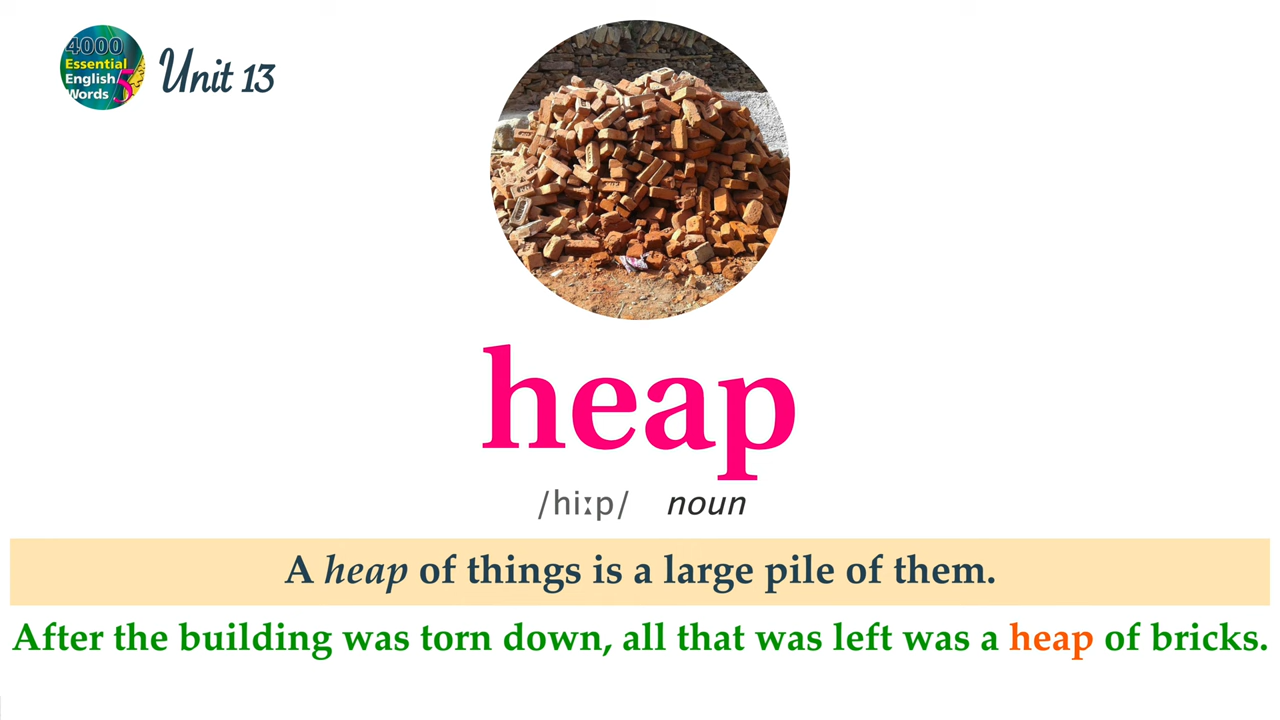 4000
Essential
English
Words 5
Unit 13
heap
/hiːp/ noun
A heap of things is a large pile of them.
After the building was torn down, all that was left was a heap of bricks.